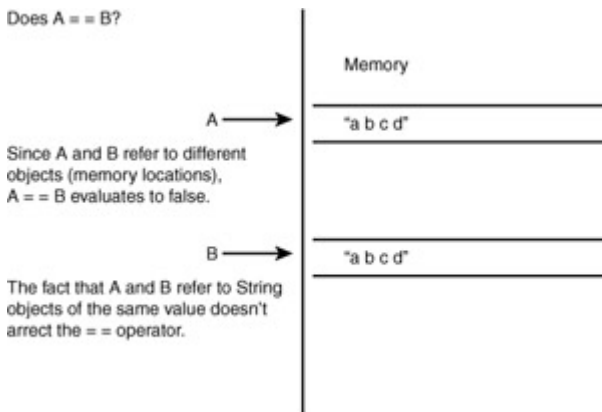 Does A = = B?
Memory
A
"a b c d"
Since A and B refer to different
objects (memory locations),
A = = B evaluates to false.
B
"a b c d"
The fact that A and B refer to String
objects of the same value doesn't
arrect the = = operator.